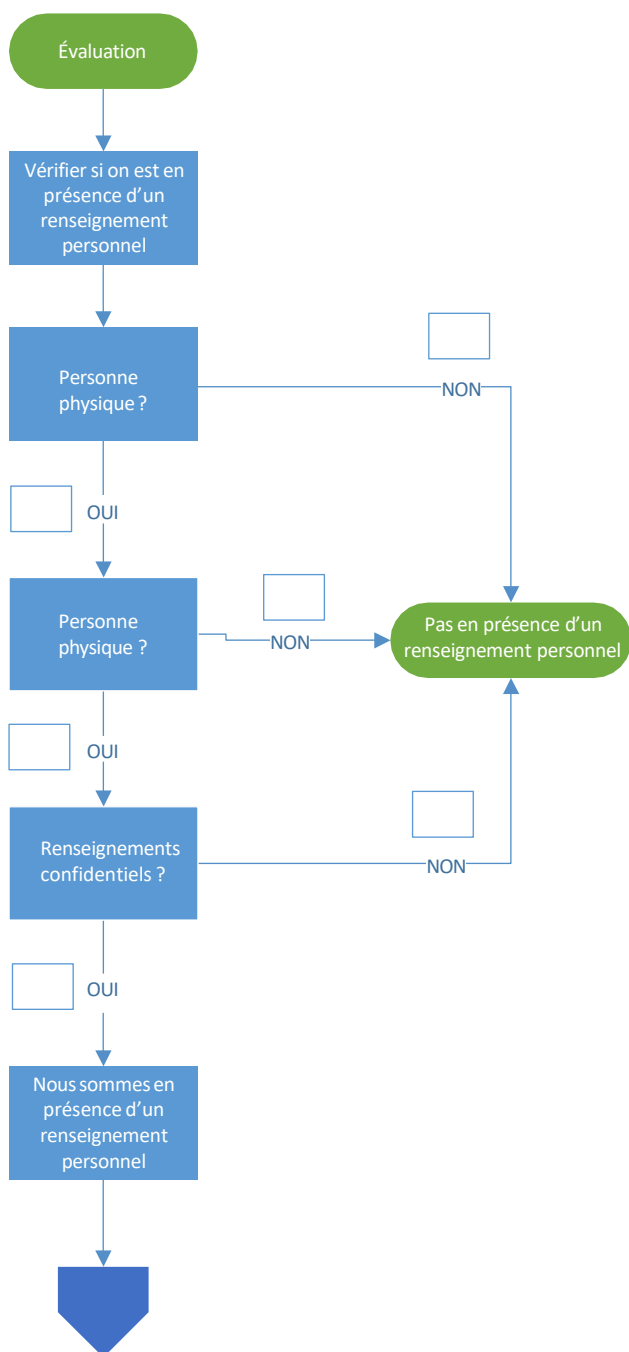 Évaluation
Vérifier si on est en
présence d’un
renseignement
personnel
Personne
physique ?
NON
OUI
Personne
physique ?
NON
Pas en présence d’un
renseignement personnel
OUI
Renseignements
confidentiels ?
NON
OUI
Nous sommes en
présence d’un
renseignement
personnel